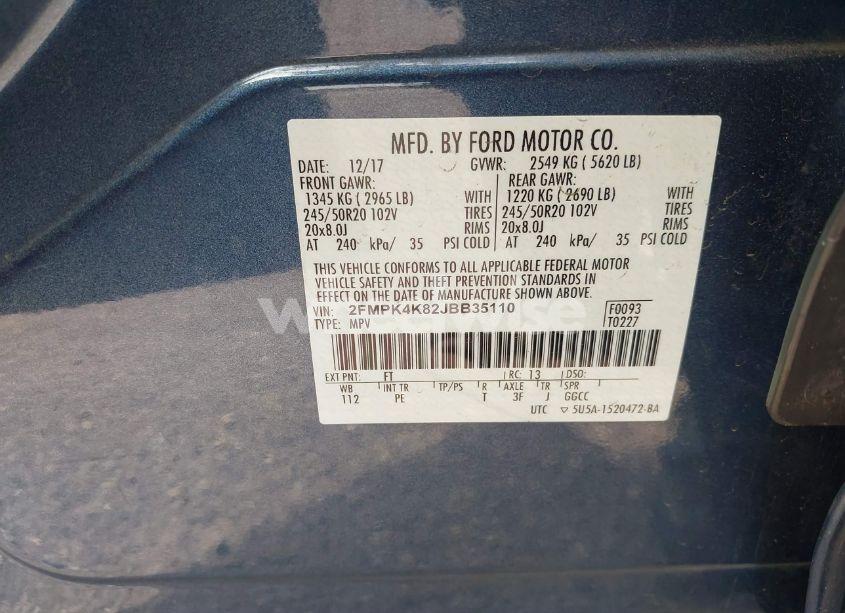 MFD. BY FORD MOTOR CO.
DATE: 12/17 GVWR: 2549 KG ( 5620 LB)
FRONT GAWR: REAR GAWR:
1345 KG ( 2965 LB) WITH 1220 KG ( 2690 LB) WITH
245/50R20 102V TIRES 245/50R20 102V TIRES
20x8.0J RIMS 20x8.0J RIMS
AT 240 kPa/ 35 PSI COLD AT 240 kPa/ 35 PSI COLD
THIS VEHICLE CONFORMS TO ALL APPLICABLE FEDERAL MOTOR
VEHICLE SAFETY AND THEFT PREVENTION STANDARDS IN
EFFECT ON THE DATE OF MANUFACTURE SHOWN ABOVE.
VIN: 2FMPK4K82JBB35110 F0093
TYPE: MPV T0227
EXT PNT: FT RC: 13 DSO:
WB INT TR TP/PS R AXLE TR SPR
112 PE T 3F J GGCC
UTC ▽ 5U5A-1520472-BA